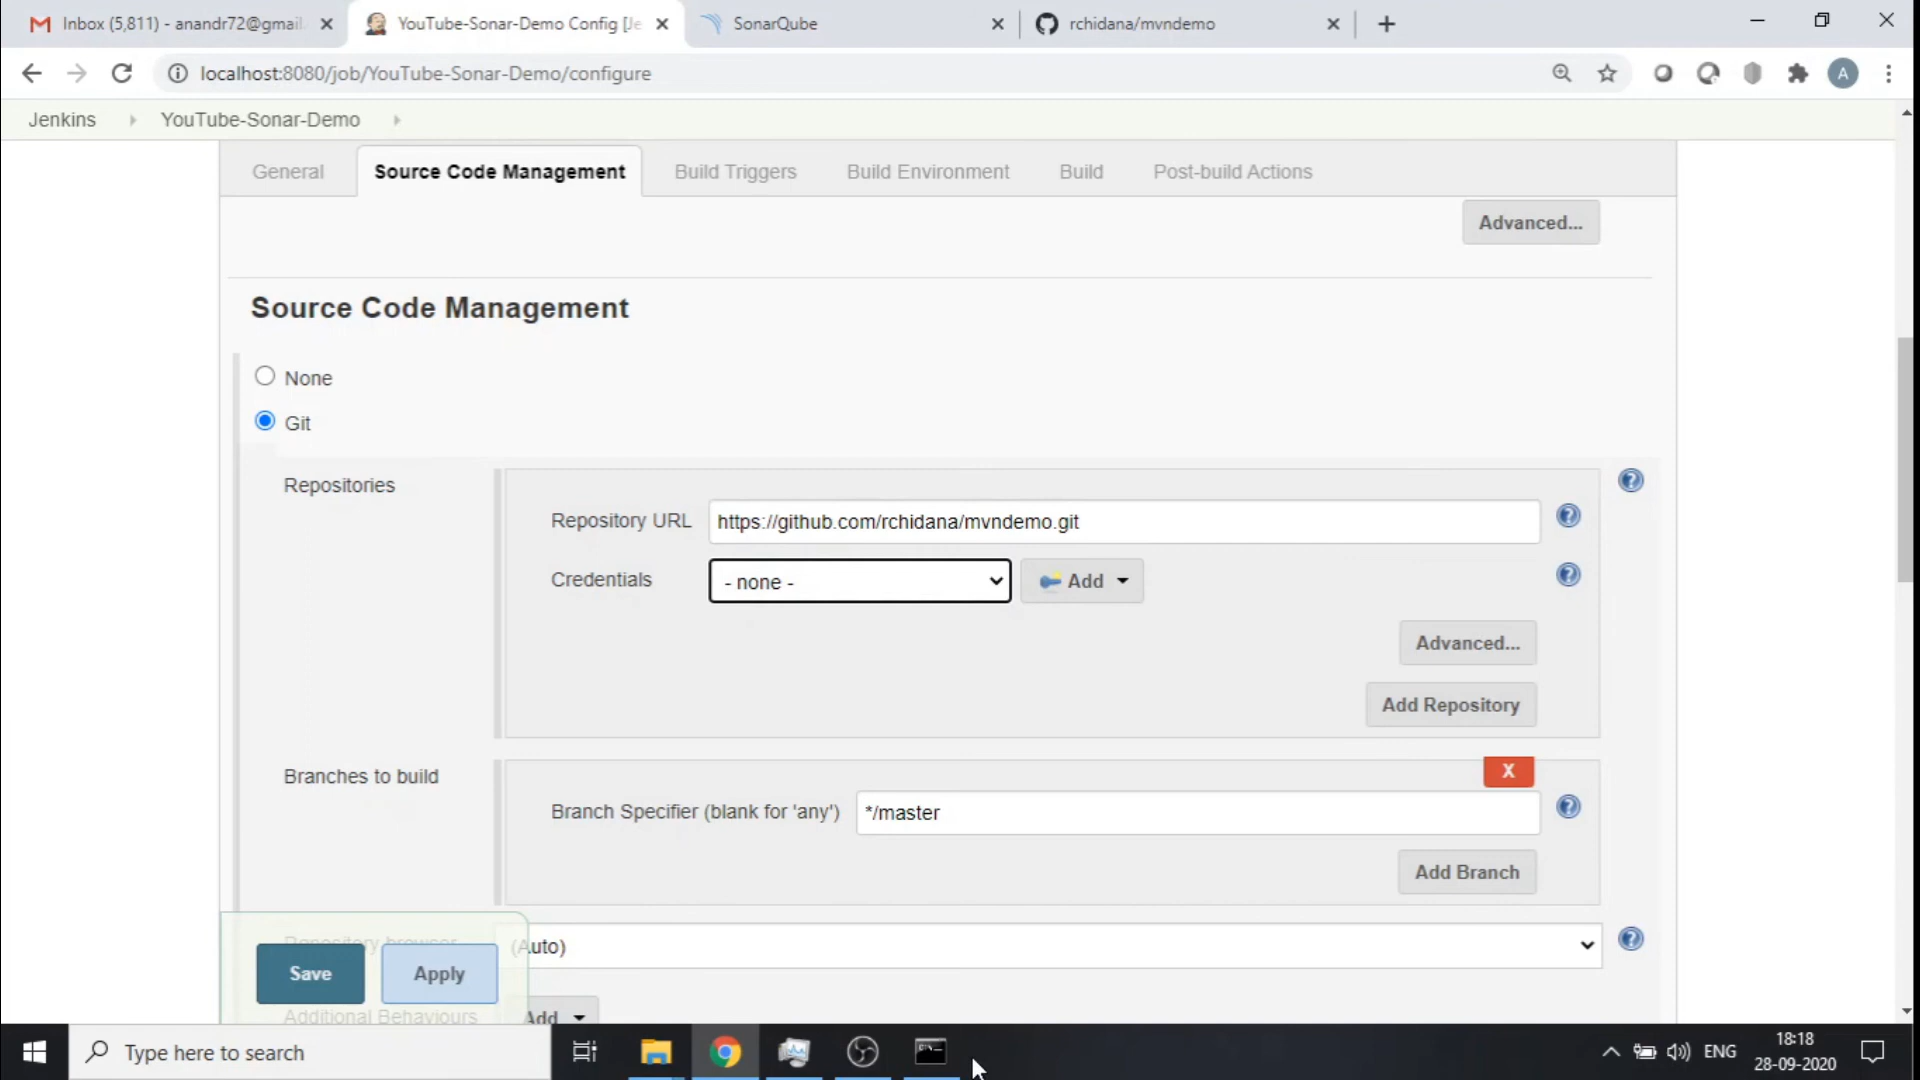 Inbox (5,811) - anandr72@gmail.
YouTube-Sonar-Demo Config [Je
SonarQube
rchidana/mvndemo
localhost:8080/job/YouTube-Sonar-Demo/configure
A
Jenkins
YouTube-Sonar-Demo
General
Source Code Management
Build Triggers
Build Environment
Build
Post-build Actions
Advanced...
Source Code Management
None
Git
Repositories
Repository URL
https://github.com/rchidana/mvndemo.git
Credentials
- none -
Add
Advanced...
Add Repository
Branches to build
X
Branch Specifier (blank for 'any')
*/master
Add Branch
Repository browser
(Auto)
Save
Apply
Additional Behaviours
Add
Type here to search
ENG
18:18
28-09-2020